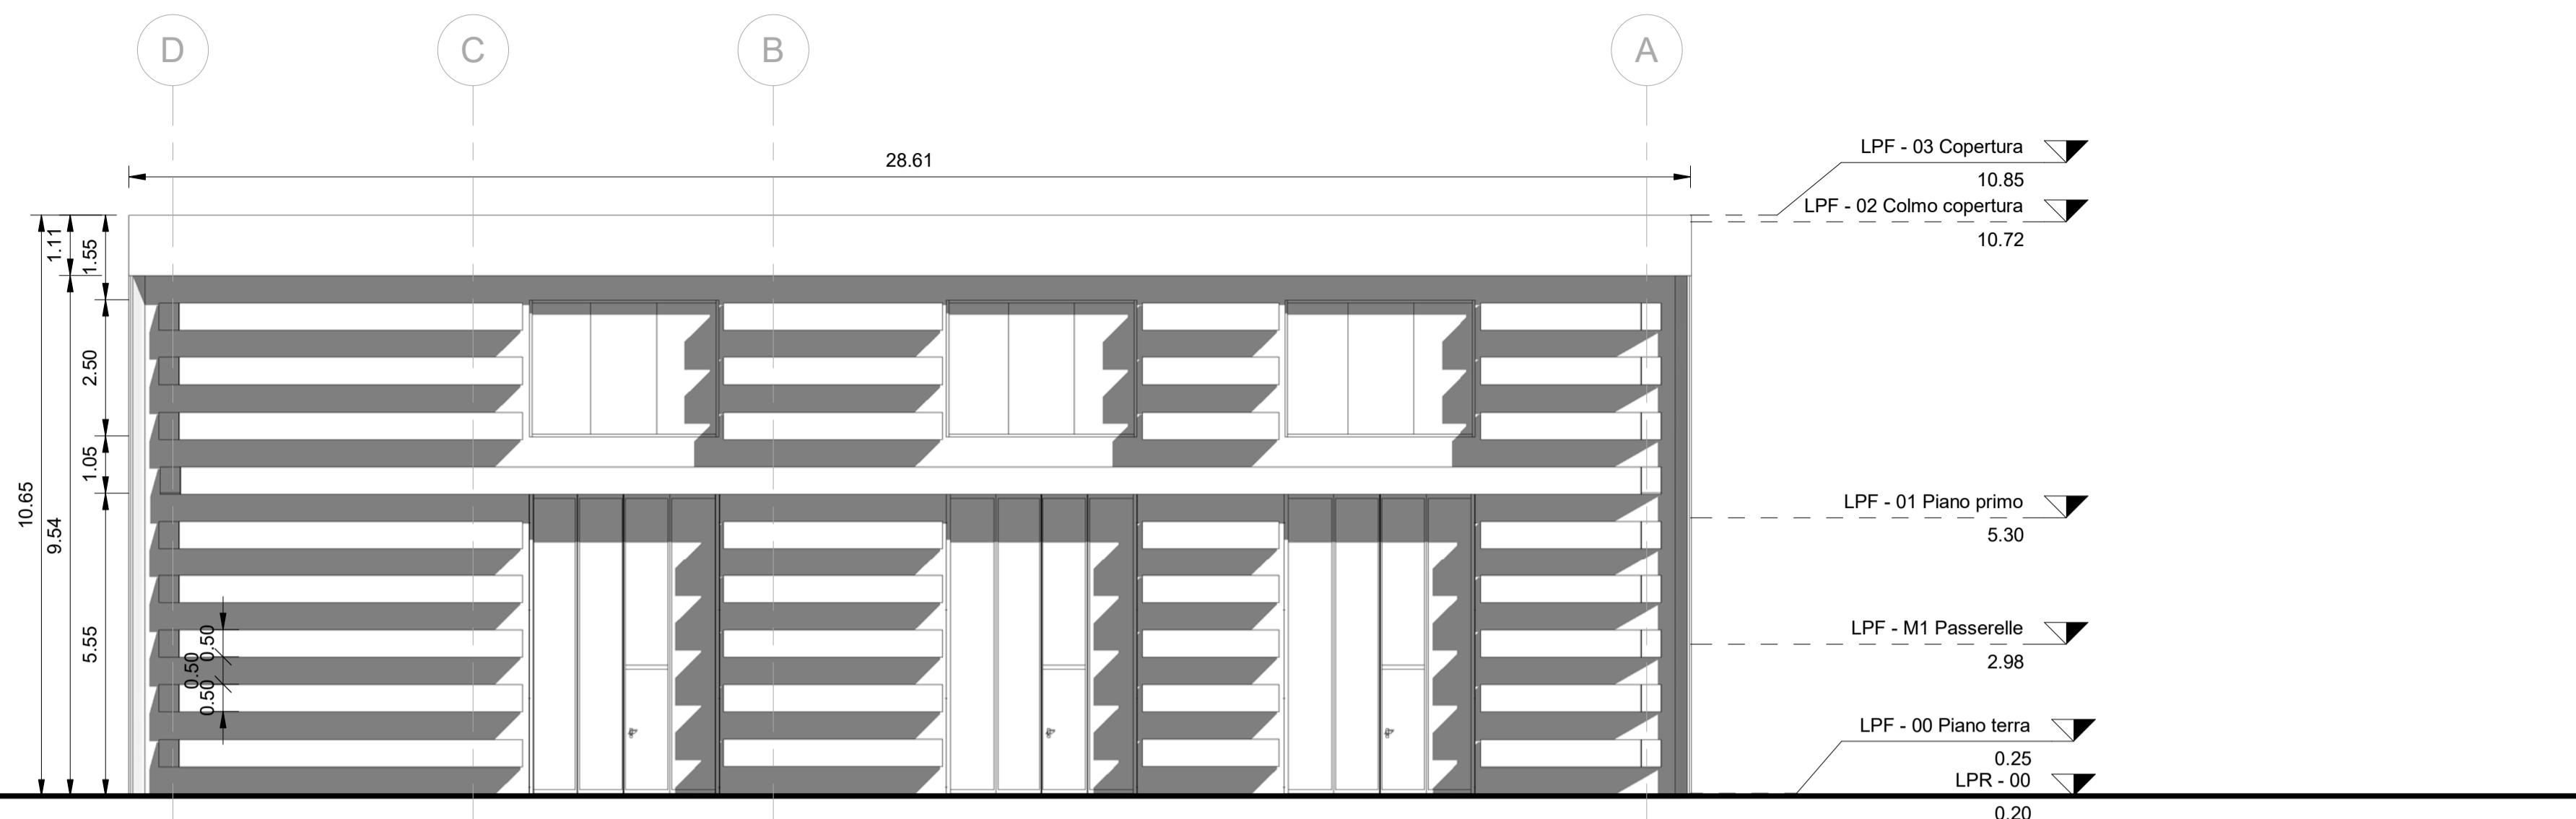 D
C
B
A
28.61
LPF - 03 Copertura
10.85
LPF - 02 Colmo copertura
10.72
1.11
1.55
2.50
1.05
10.65
9.54
5.55
0.50
0.50
0.50
LPF - 01 Piano primo
5.30
LPF - M1 Passerelle
2.98
LPF - 00 Piano terra
0.25
LPR - 00
0.20